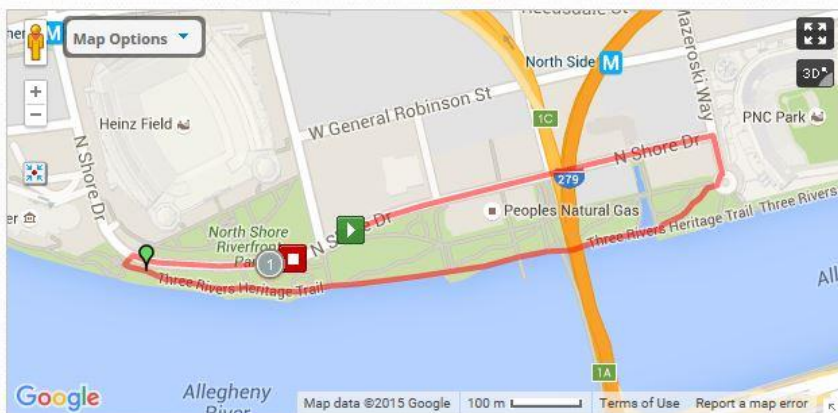 Map Options
N Shore Dr
Heinz Field
W General Robinson St
North Side M
1C
Mazeroski Way
3D
PNC Park
N Shore Dr
279
Peoples Natural Gas
North Shore
Riverfront
N Shore Dr
1
Three Rivers Heritage Trail
Three Rivers Heritage Trail
Three Rivers
1A
Allegheny
River
Google
Map data ©2015 Google
100 m
Terms of Use
Report a map error